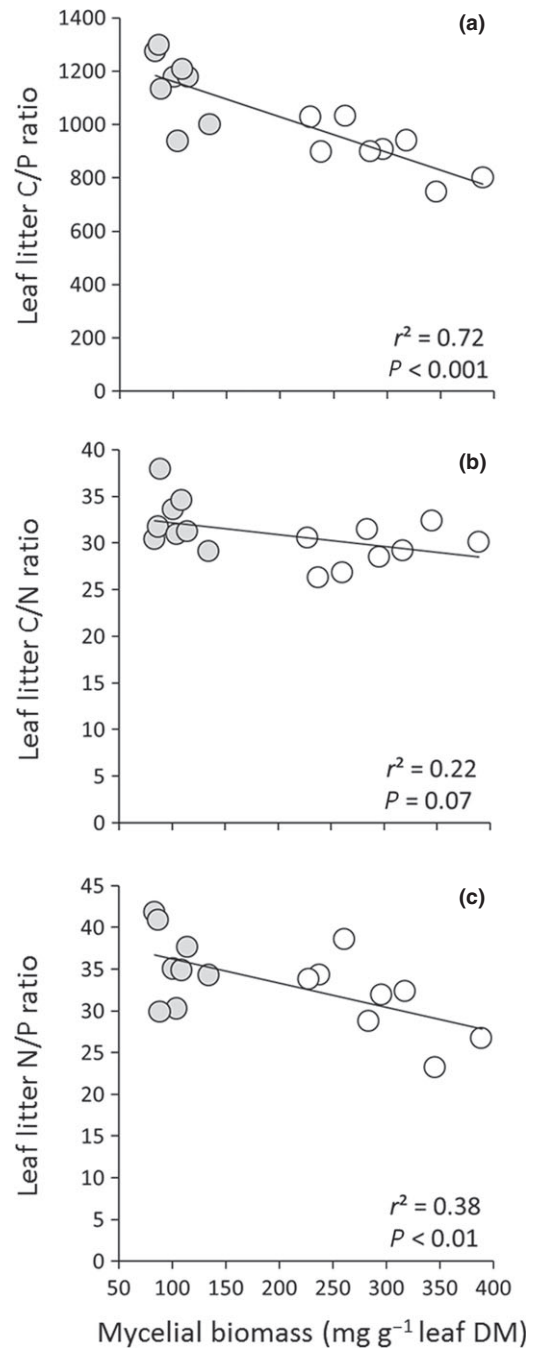 (a)
Leaf litter C/P ratio
1400
1200
1000
800
600
400
200
0
r² = 0.72
P < 0.001
(b)
Leaf litter C/N ratio
40
35
30
25
20
15
10
5
0
r² = 0.22
P = 0.07
(c)
Leaf litter N/P ratio
45
40
35
30
25
20
15
10
5
0
r² = 0.38
P < 0.01
50 100 150 200 250 300 350 400
Mycelial biomass (mg g⁻¹ leaf DM)